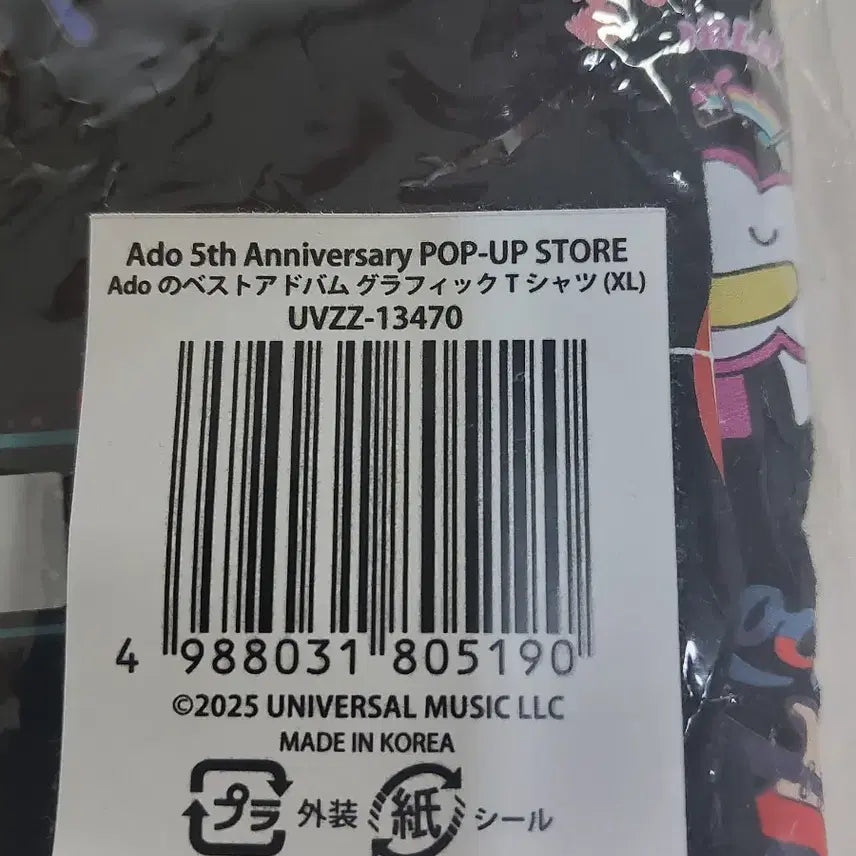 Ado 5th Anniversary POP-UP STORE
Ado のベストアドバム グラフィック T シャツ (XL)
UVZZ-13470
4 988031 805190
©2025 UNIVERSAL MUSIC LLC
MADE IN KOREA
プラ 外装 紙 シール